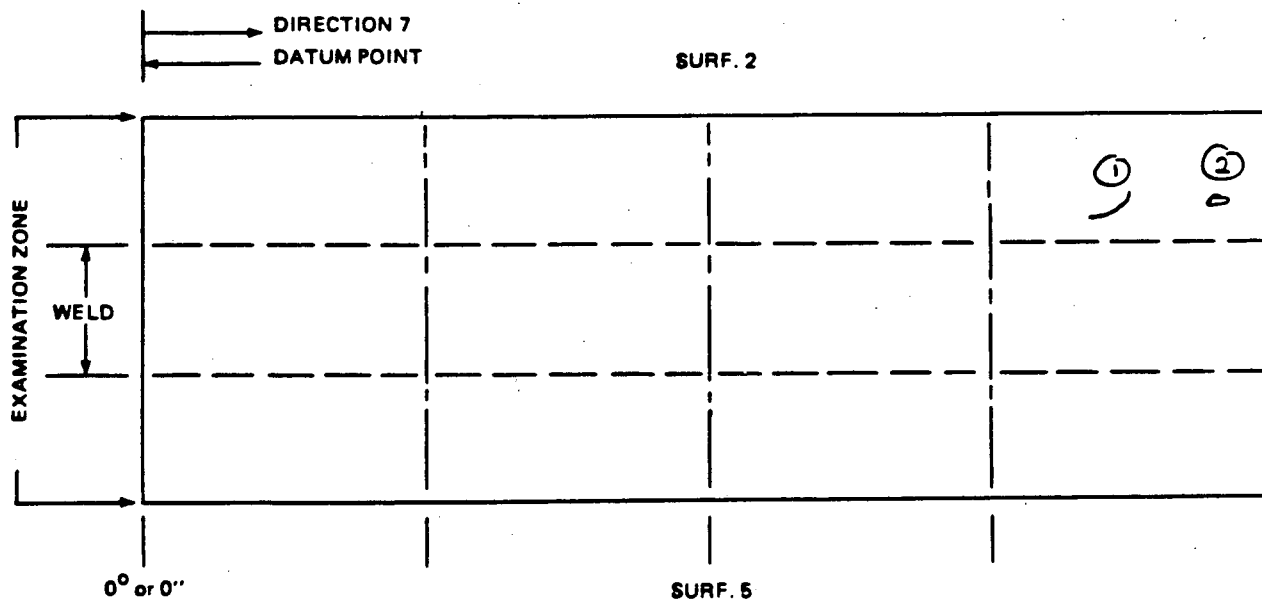 DIRECTION 7
DATUM POINT
SURF. 2
① ②
EXAMINATION ZONE
WELD
0° or 0"
SURF. 5